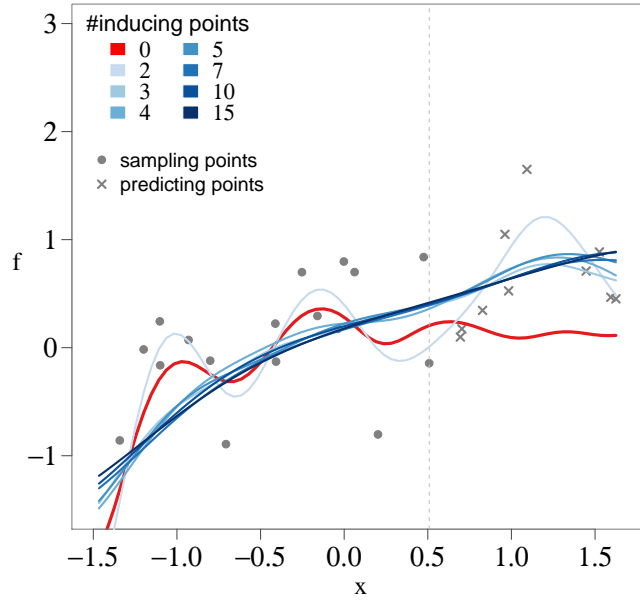 #inducing points
0 5
2 7
3 10
4 15
sampling points
predicting points
3
2
1
0
−1
f
−1.5 −1.0 −0.5 0.0 0.5 1.0 1.5
x